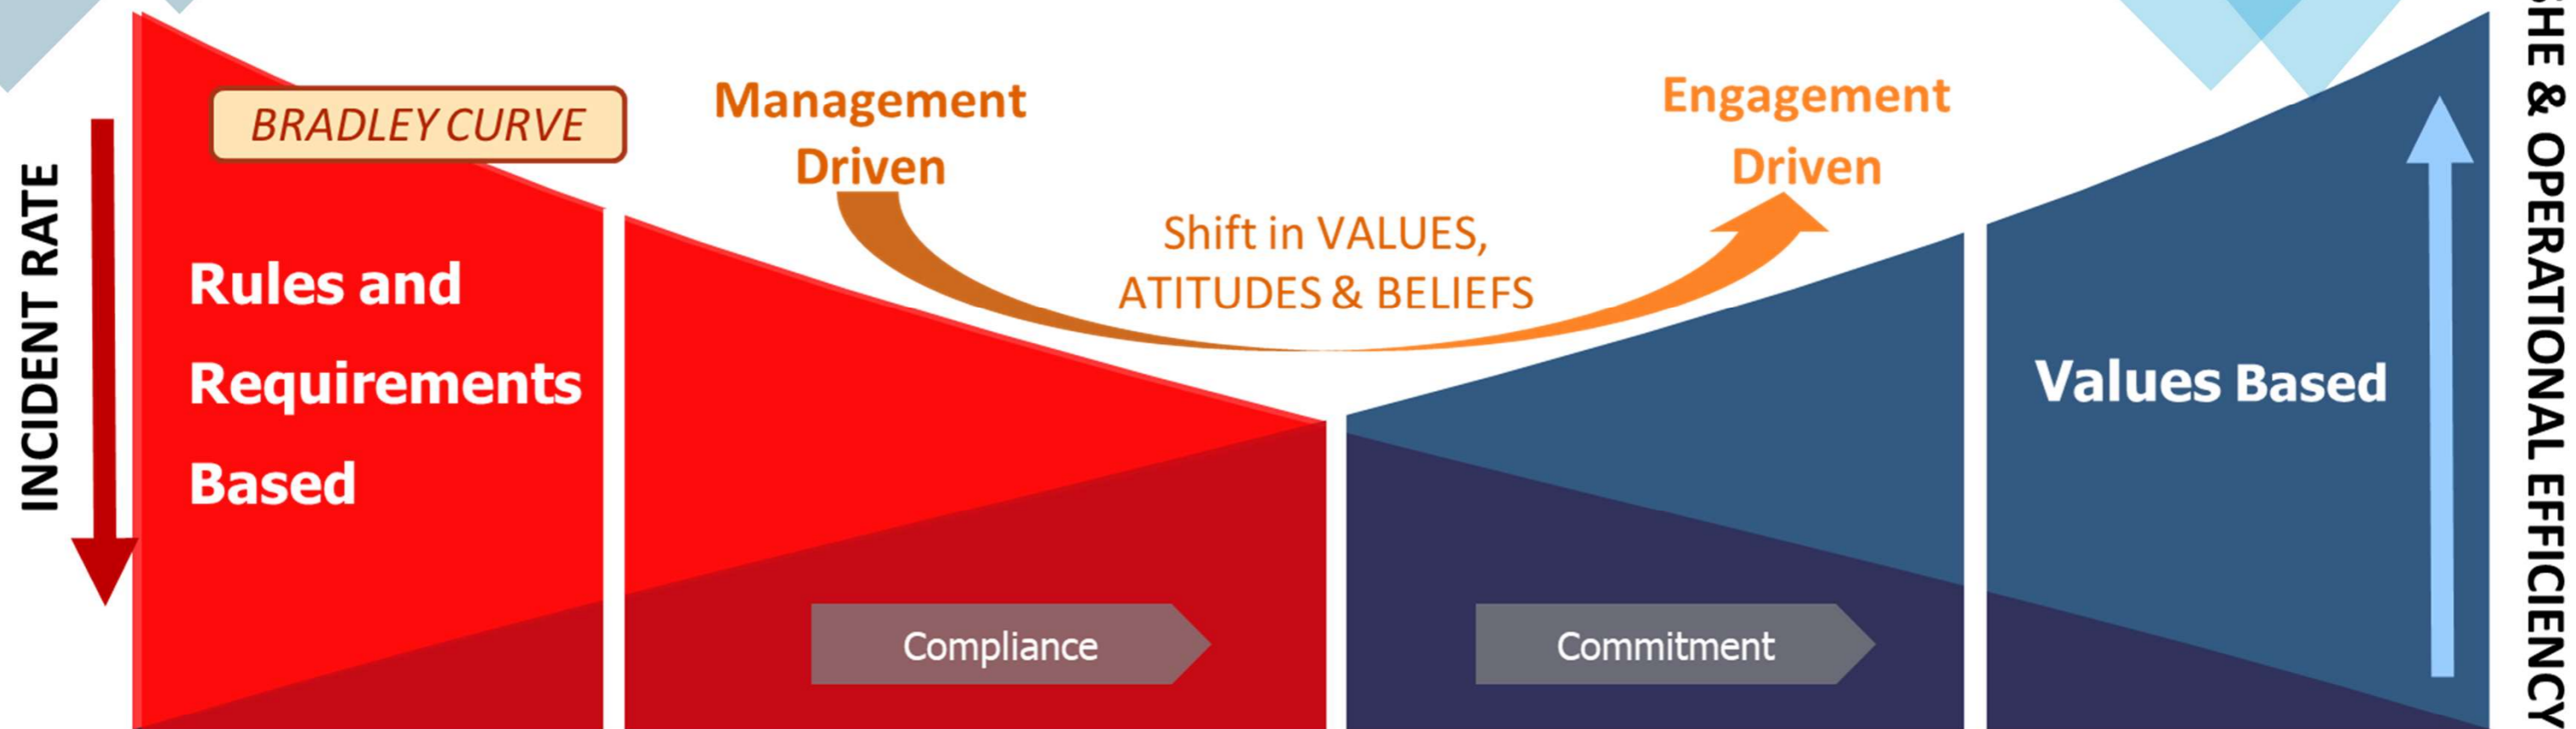 INCIDENT RATE
BRADLEY CURVE
Rules and
Requirements
Based
Management
Driven
Shift in VALUES,
ATITUDES & BELIEFS
Engagement
Driven
Values Based
Compliance
Commitment
SHE & OPERATIONAL EFFICIENCY